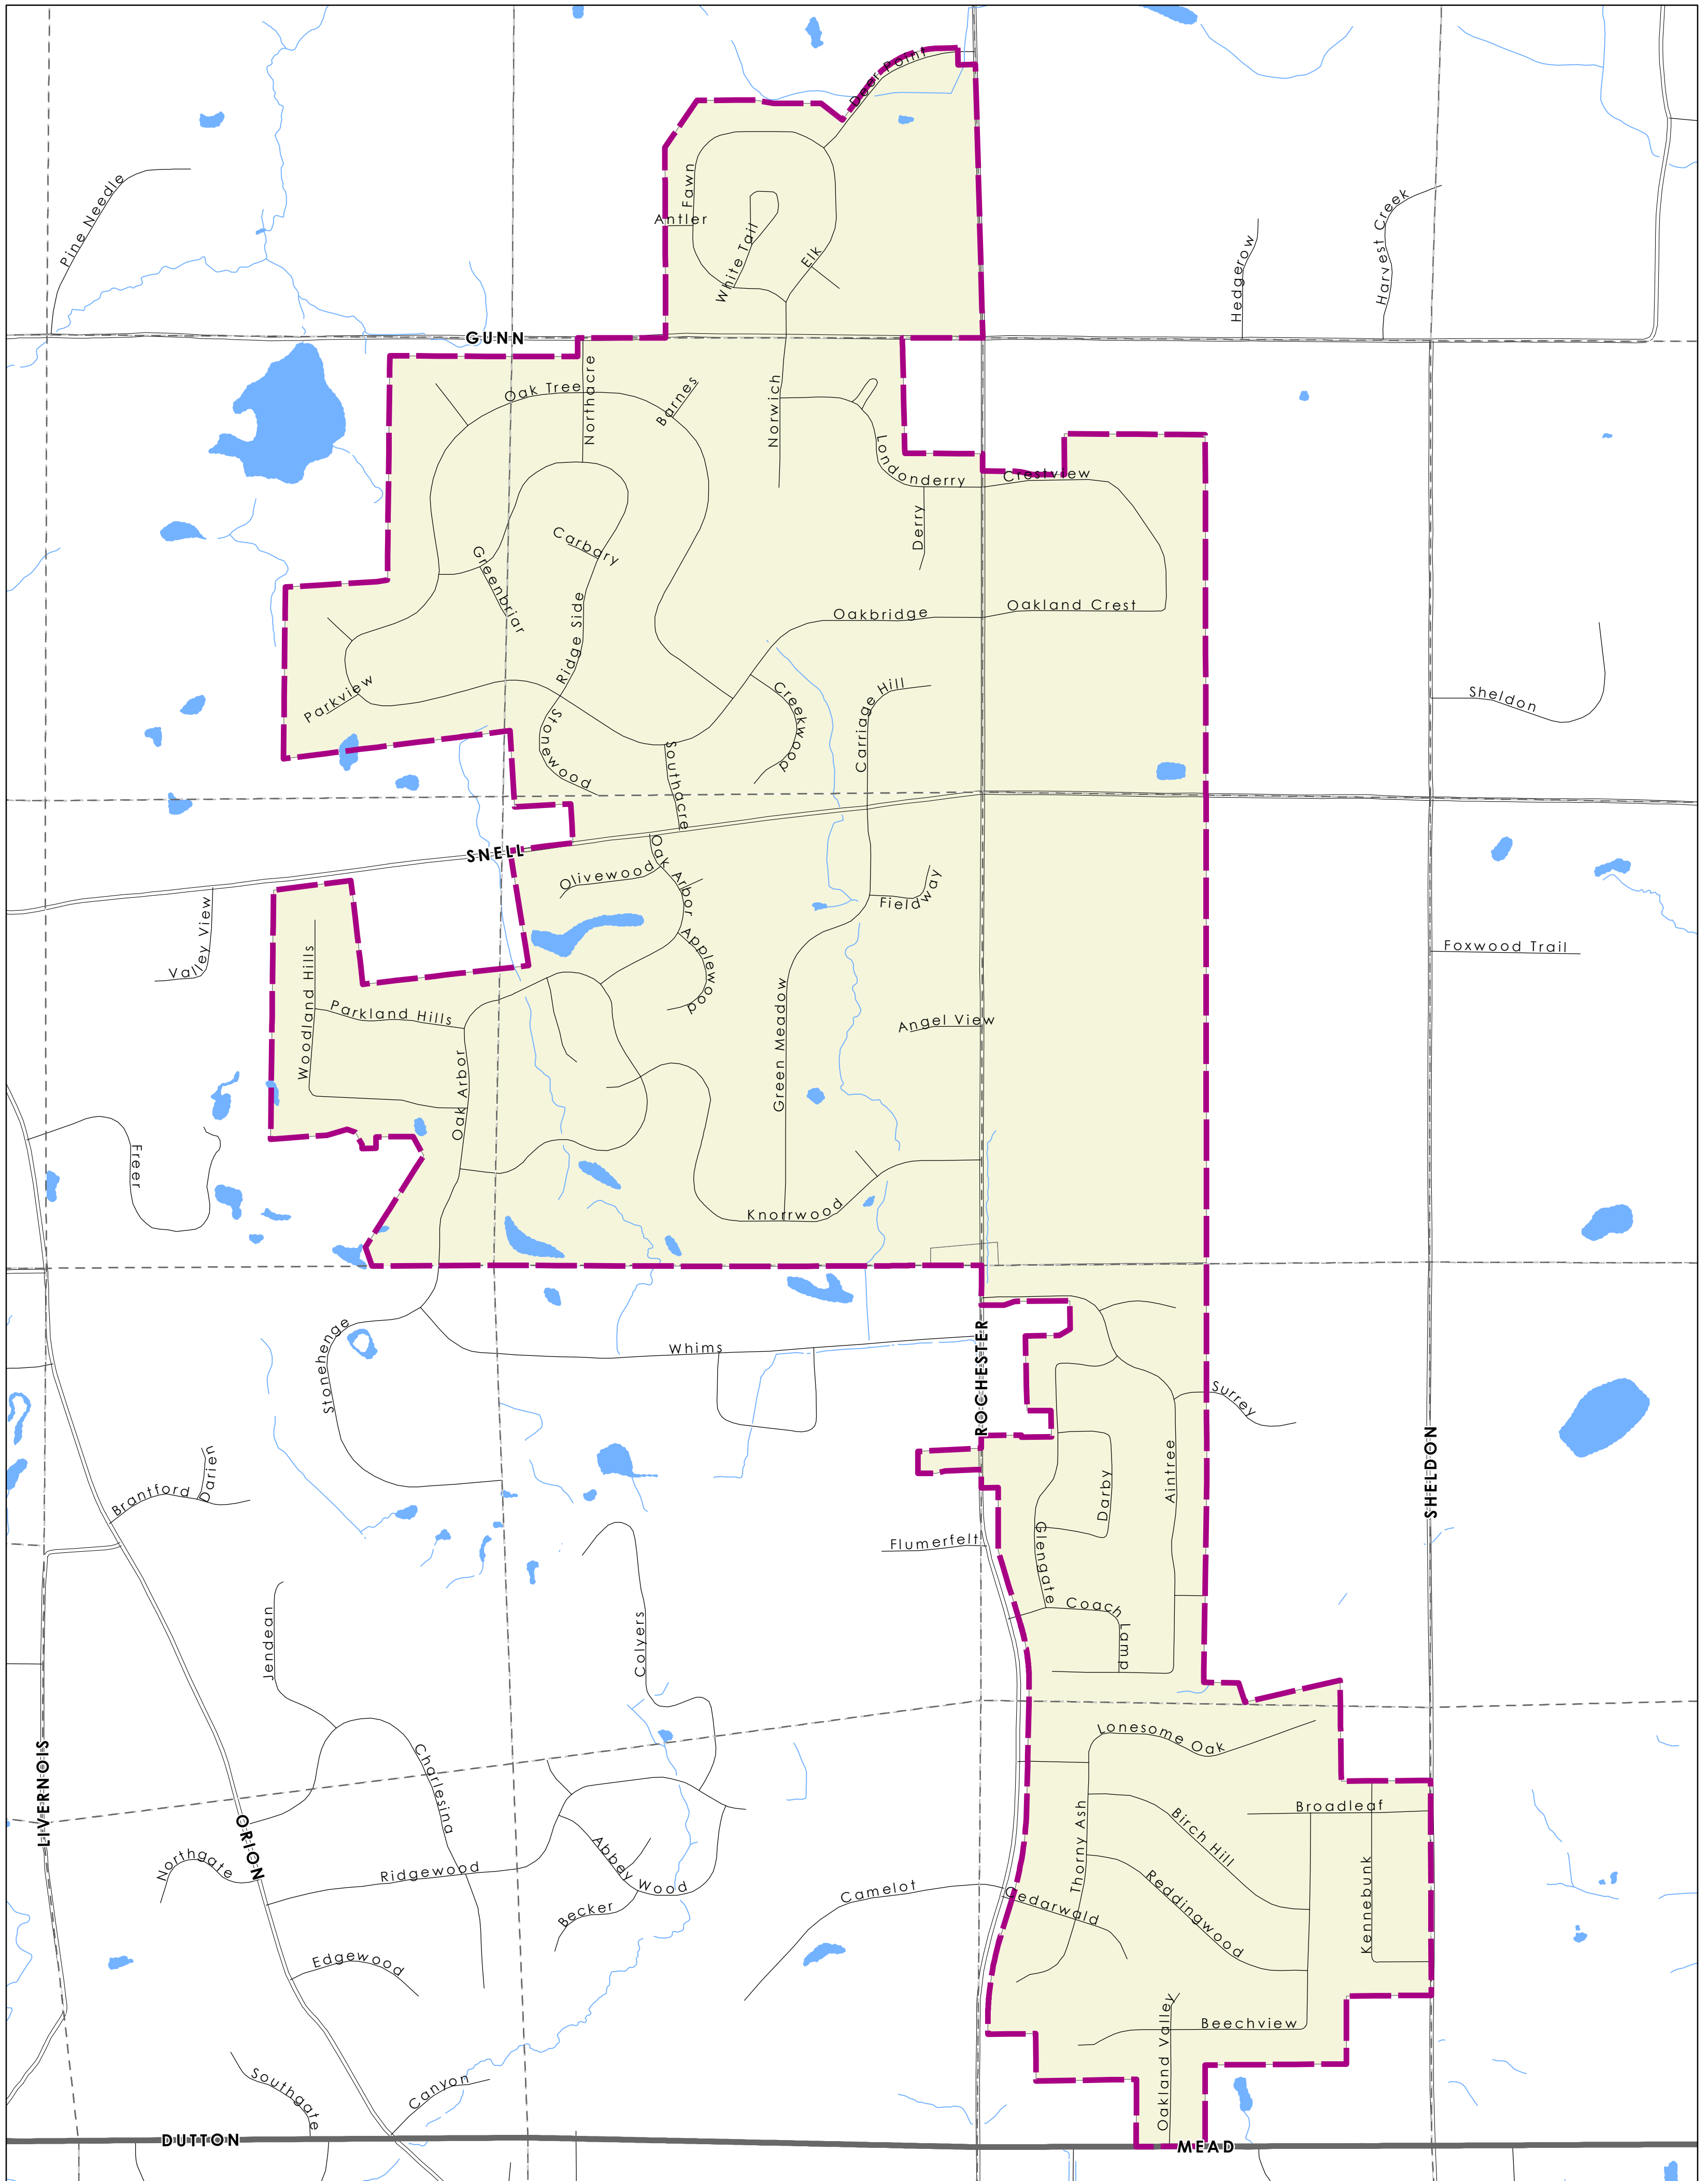 Deer Point
Pine Needle
Fawn
Antler
White Tail
Elk
Hedgerow
Harvest Creek
GUNN
Oak Tree
Northacre
Barnes
Norwich
Londonderry
Crestview
Derry
Carbary
Greenbriar
Ridge Side
Oakbridge
Oakland Crest
Parkview
Stonewood
Creekwood
Carriage Hill
Sheldon
Southacre
SNELL
Oak Arbor
Olivewood
Fieldway
Valley View
Applewood
Foxwood Trail
Woodland Hills
Parkland Hills
Green Meadow
Angel View
Oak Arbor
Freer
Knorrwood
Stonehenge
Whims
ROCHESTER
Surrey
Darien
Brantford
Darby
Aintree
SHELDON
Flumerfelt
Glengate
Coach
Lamp
Jendean
Colyers
Lonesome Oak
LIVERNOIS
Charlesina
ORION
Thorny Ash
Birch Hill
Broadleaf
Northgate
Ridgewood
Abbey Wood
Becker
Camelot
Cedarwald
Reddingwood
Kennebunk
Edgewood
Oakland Valley
Beechview
Southgate
Canyon
DUTTON
MEAD